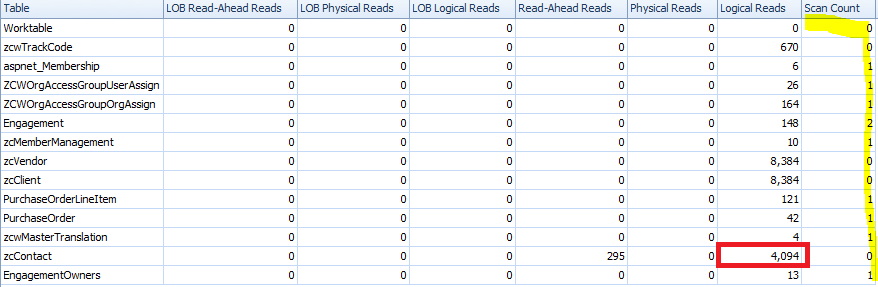 Table LOB Read-Ahead Reads LOB Physical Reads LOB Logical Reads Read-Ahead Reads Physical Reads Logical Reads Scan Count
Worktable 0 0 0 0 0 0 0
zcwTrackCode 0 0 0 0 0 670 0
aspnet_Membership 0 0 0 0 0 6 1
ZCWOrgAccessGroupUserAssign 0 0 0 0 0 26 1
ZCWOrgAccessGroupOrgAssign 0 0 0 0 0 164 1
Engagement 0 0 0 0 0 148 2
zcMemberManagement 0 0 0 0 0 10 1
zcVendor 0 0 0 0 0 8,384 0
zcClient 0 0 0 0 0 8,384 0
PurchaseOrderLineItem 0 0 0 0 0 121 1
PurchaseOrder 0 0 0 0 0 42 1
zcwMasterTranslation 0 0 0 0 0 4 1
zcContact 0 0 0 295 0 4,094 0
EngagementOwners 0 0 0 0 0 13 1